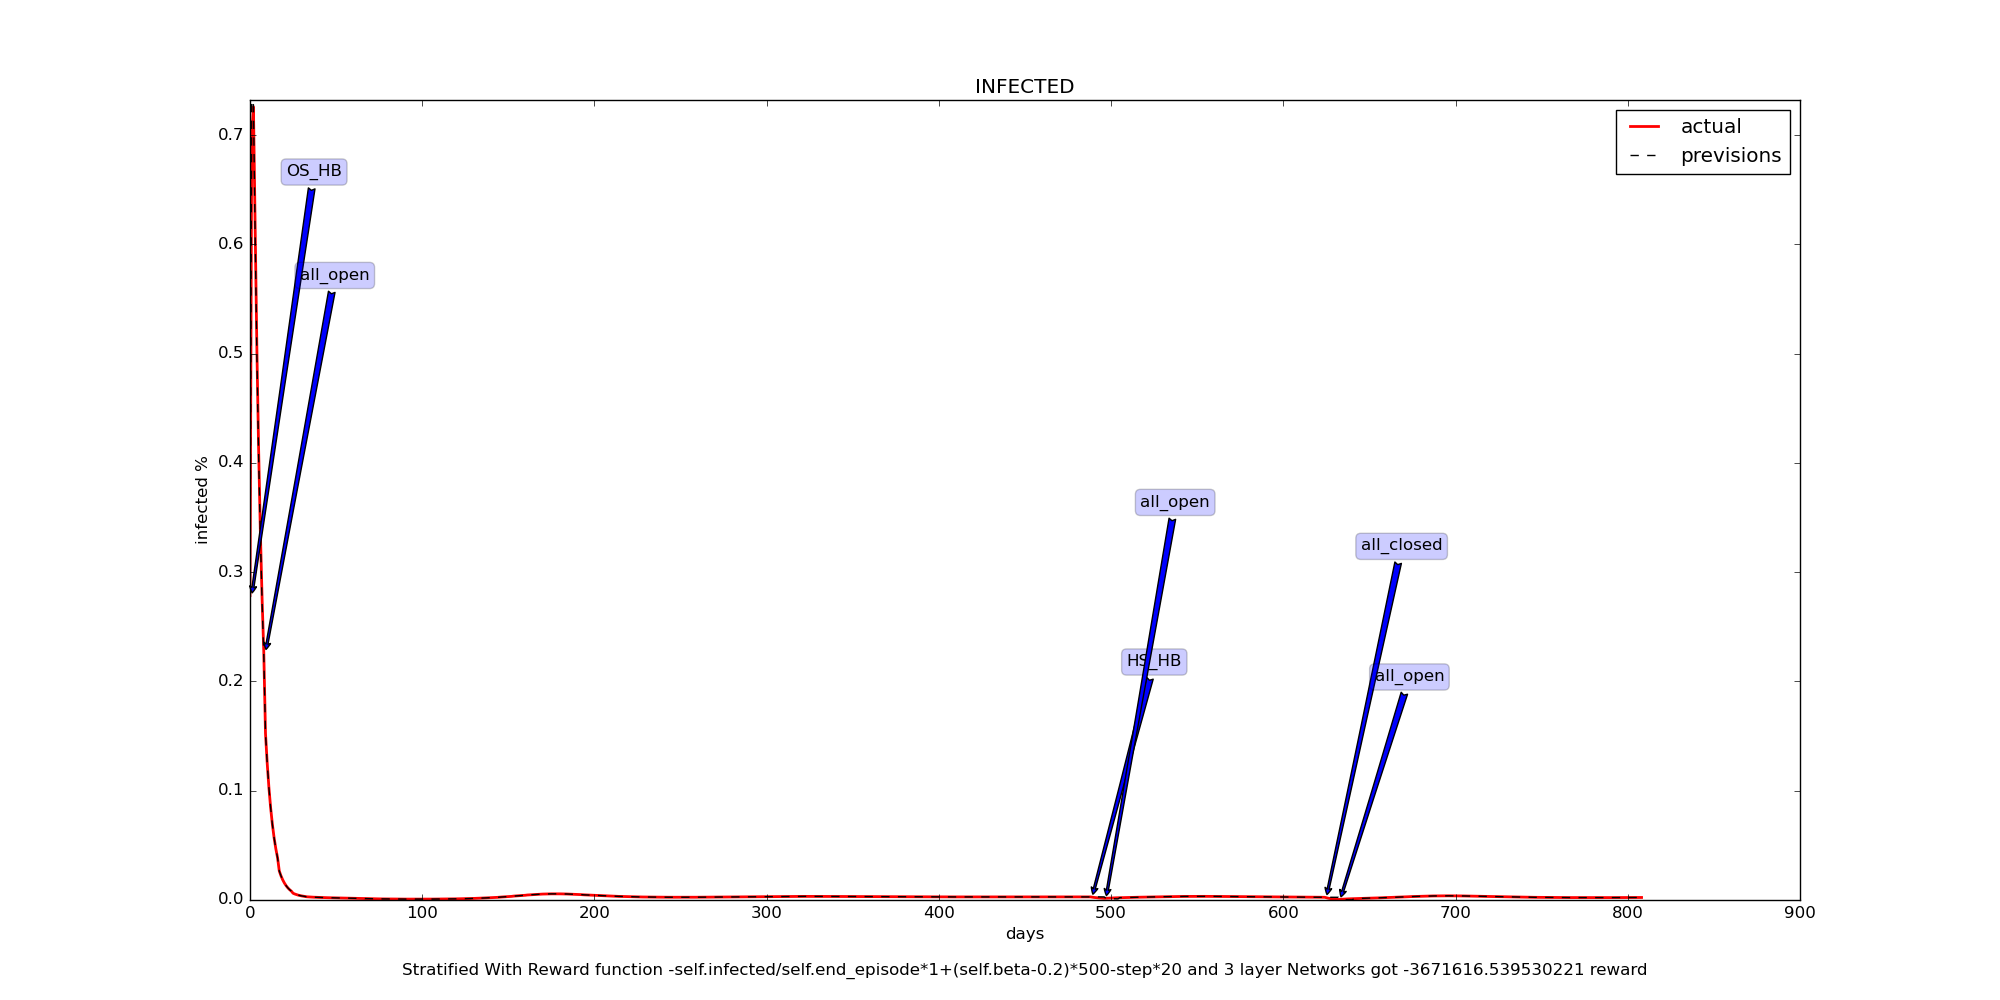 INFECTED
actual
previsions
OS_HB
all_open
all_open
all_closed
HS_HB
all_open
infected %
0.7
0.6
0.5
0.4
0.3
0.2
0.1
0.0
0 100 200 300 400 500 600 700 800 900
days
Stratified With Reward function -self.infected/self.end_episode*1+(self.beta-0.2)*500-step*20 and 3 layer Networks got -3671616.539530221 reward